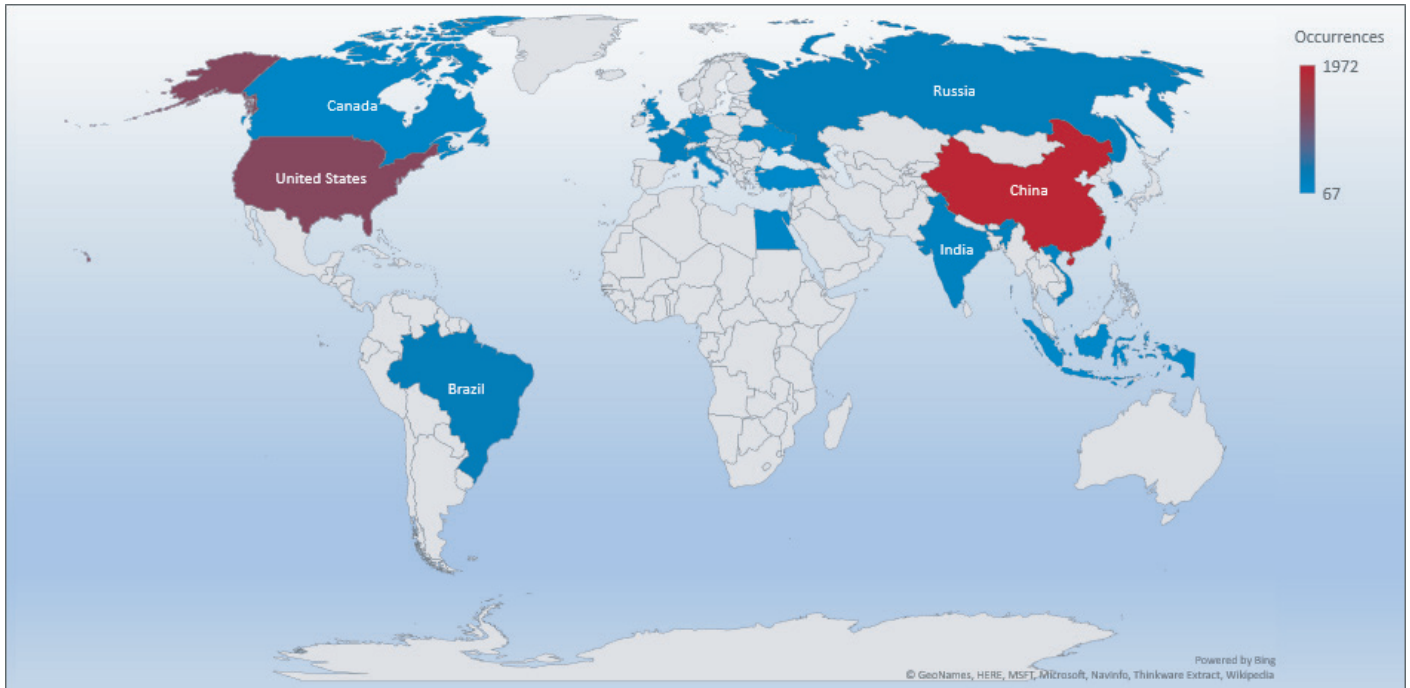 Occurrences
1972
67
Canada
Russia
United States
China
India
Brazil
Powered by Bing
© GeoNames, HERE, MSFT, Microsoft, Navinfo, Thinkware Extract, Wikipedia